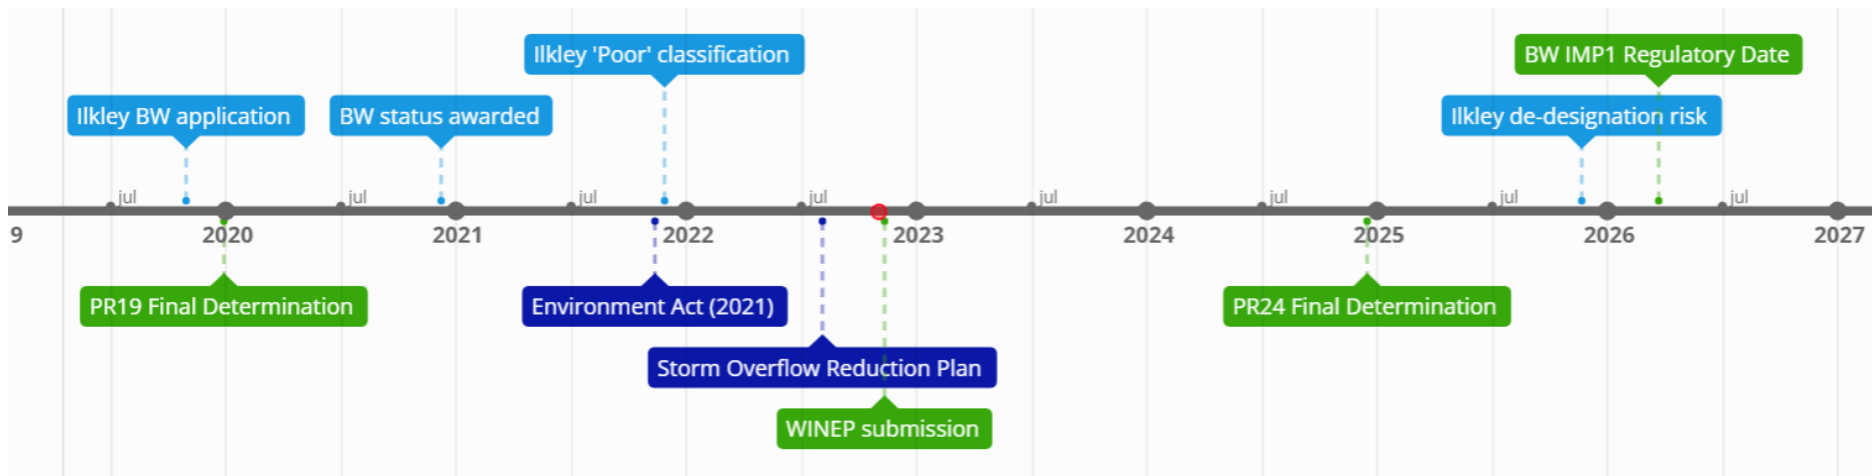 Ilkley 'Poor' classification
BW IMP1 Regulatory Date
Ilkley BW application
BW status awarded
Ilkley de-designation risk
jul
jul
jul
jul
jul
jul
jul
jul
9
2020
2021
2022
2023
2024
2025
2026
2027
PR19 Final Determination
Environment Act (2021)
PR24 Final Determination
Storm Overflow Reduction Plan
WINEP submission